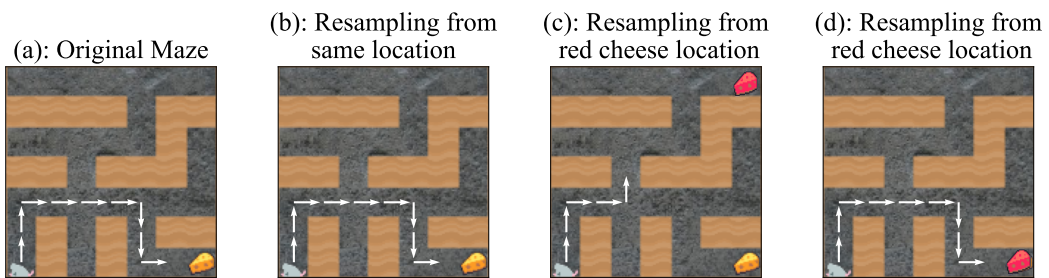 (a): Original Maze
(b): Resampling from
same location
(c): Resampling from
red cheese location
(d): Resampling from
red cheese location